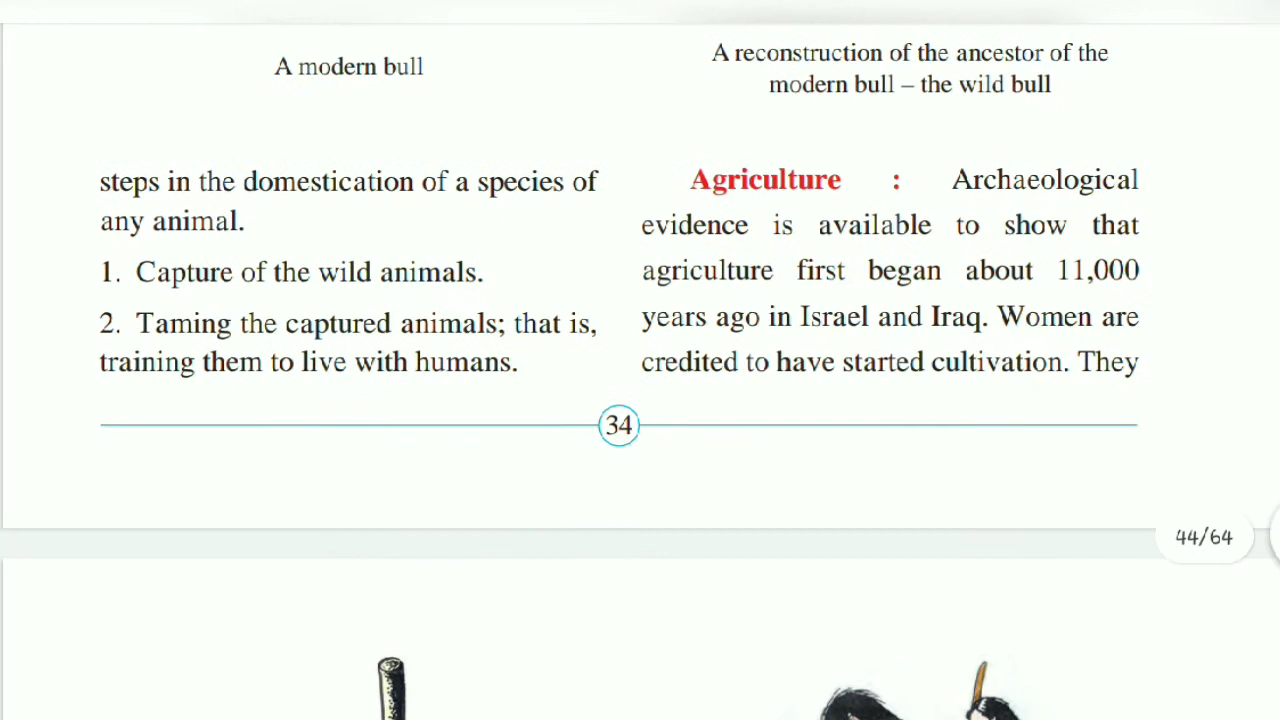 A modern bull
A reconstruction of the ancestor of the
modern bull – the wild bull
steps in the domestication of a species of
any animal.
1. Capture of the wild animals.
2. Taming the captured animals; that is,
training them to live with humans.
Agriculture : Archaeological
evidence is available to show that
agriculture first began about 11,000
years ago in Israel and Iraq. Women are
credited to have started cultivation. They
34
44/64